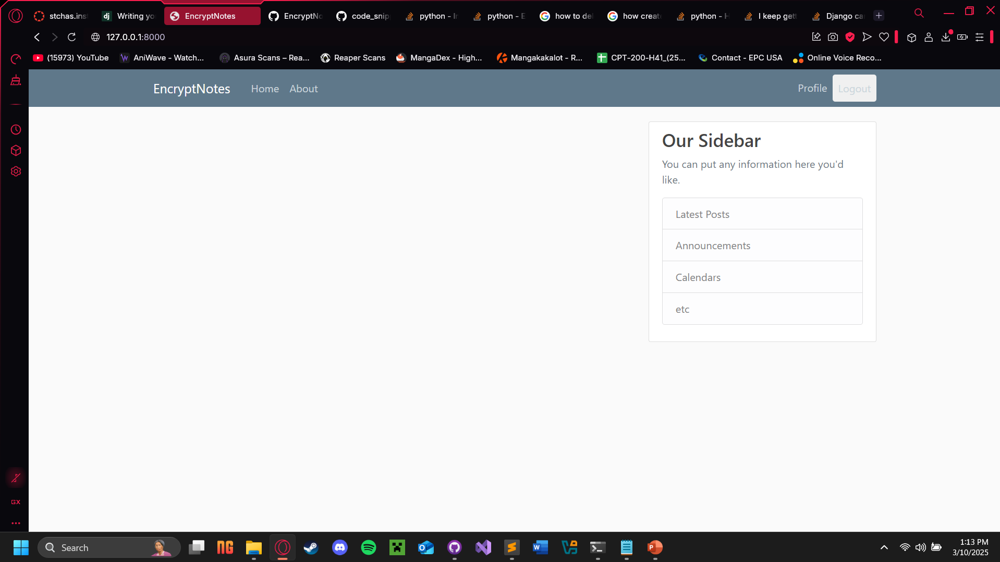 stchas.ins
dj Writing yo
EncryptNotes
EncryptNo
code_snip
python - I
python - E
how to del
how creat
python - H
I keep gett
Django ca
127.0.0.1:8000
(15973) YouTube
AniWave - Watch...
Asura Scans – Rea...
Reaper Scans
MangaDex - High...
Mangakakalot - R...
CPT-200-H41_(25...
Contact - EPC USA
Online Voice Reco...
EncryptNotes Home About Profile Logout
Our Sidebar
You can put any information here you'd
like.
Latest Posts
Announcements
Calendars
etc
GX
Search
NG
1:13 PM
3/10/2025